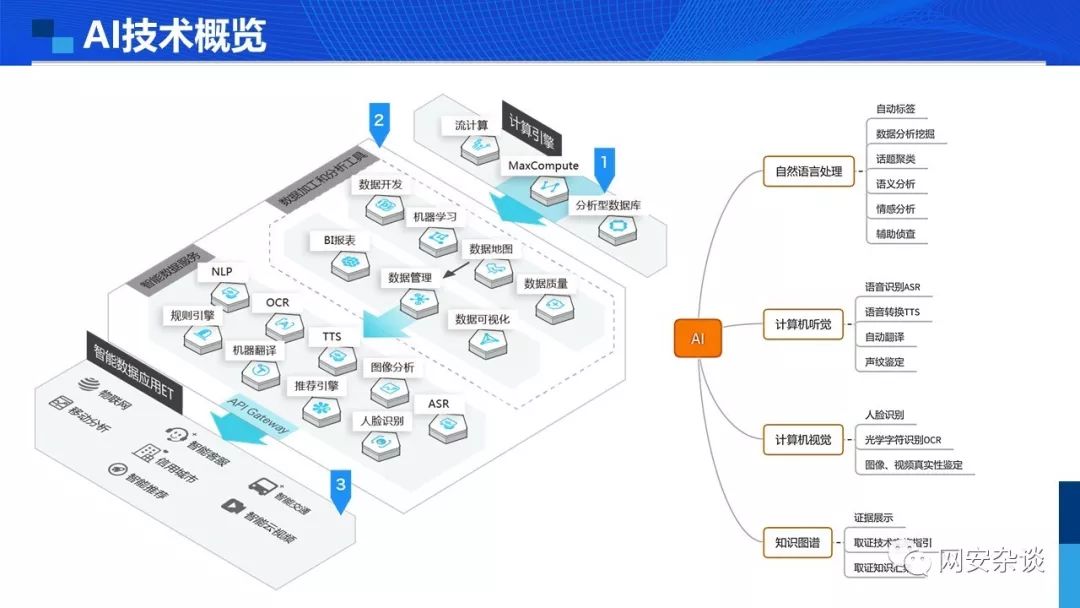 AI技术概览
2
1
3
计算引擎
流计算
MaxCompute
分析型数据库
数据加工和分析工具
数据开发
机器学习
BI报表
数据地图
数据管理
数据质量
数据可视化
智能数据服务
NLP
OCR
规则引擎
TTS
机器翻译
图像分析
推荐引擎
ASR
人脸识别
API Gateway
智能数据应用ET
物联网
移动分析
智能客服
信用城市
智能推荐
智能交通
智能云视频
AI
自然语言处理
自动标签
数据分析挖掘
话题聚类
语义分析
情感分析
辅助侦查
计算机听觉
语音识别ASR
语音转换TTS
自动翻译
声纹鉴定
计算机视觉
人脸识别
光学字符识别OCR
图像、视频真实性鉴定
知识图谱
证据展示
取证技术
指引
取证知识汇
网安杂谈